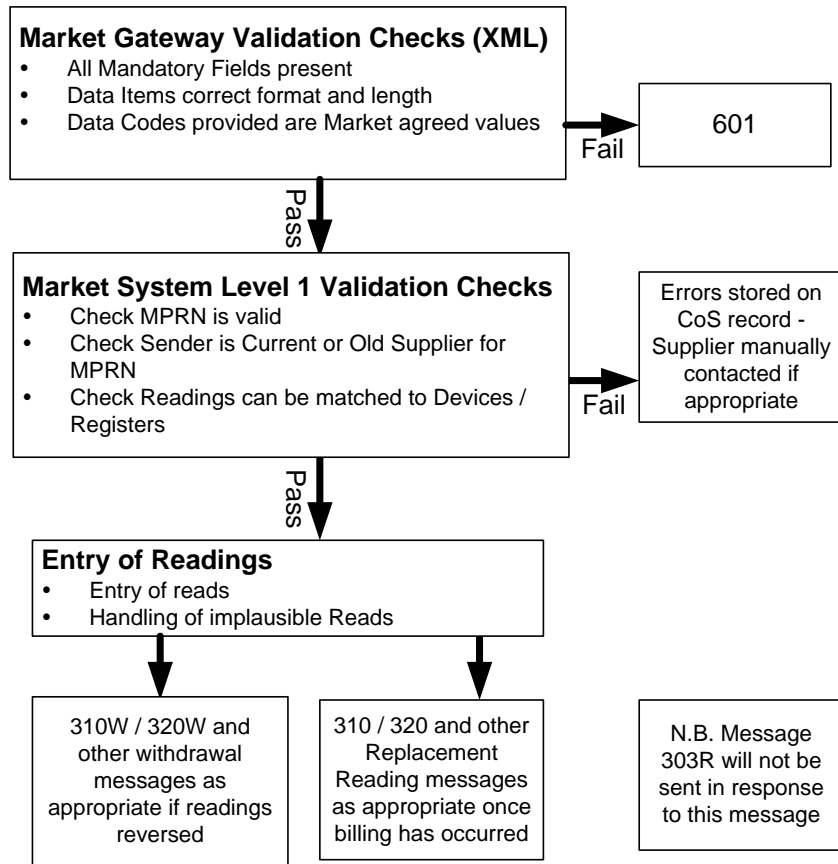 Market Gateway Validation Checks (XML)
• All Mandatory Fields present
• Data Items correct format and length
• Data Codes provided are Market agreed values
Fail
601
Pass
Market System Level 1 Validation Checks
• Check MPRN is valid
• Check Sender is Current or Old Supplier for
MPRN
• Check Readings can be matched to Devices /
Registers
Fail
Errors stored on
CoS record -
Supplier manually
contacted if
appropriate
Pass
Entry of Readings
• Entry of reads
• Handling of implausible Reads
310W / 320W and
other withdrawal
messages as
appropriate if readings
reversed
310 / 320 and other
Replacement
Reading messages
as appropriate once
billing has occurred
N.B. Message
303R will not be
sent in response
to this message